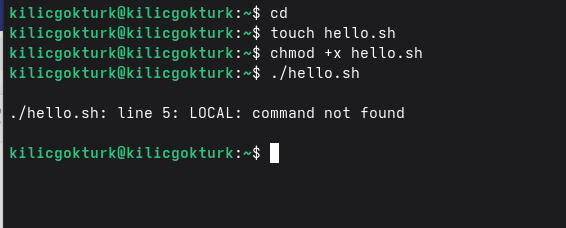 kilicgokturk@kilicgokturk:~$ cd
kilicgokturk@kilicgokturk:~$ touch hello.sh
kilicgokturk@kilicgokturk:~$ chmod +x hello.sh
kilicgokturk@kilicgokturk:~$ ./hello.sh
./hello.sh: line 5: LOCAL: command not found
kilicgokturk@kilicgokturk:~$